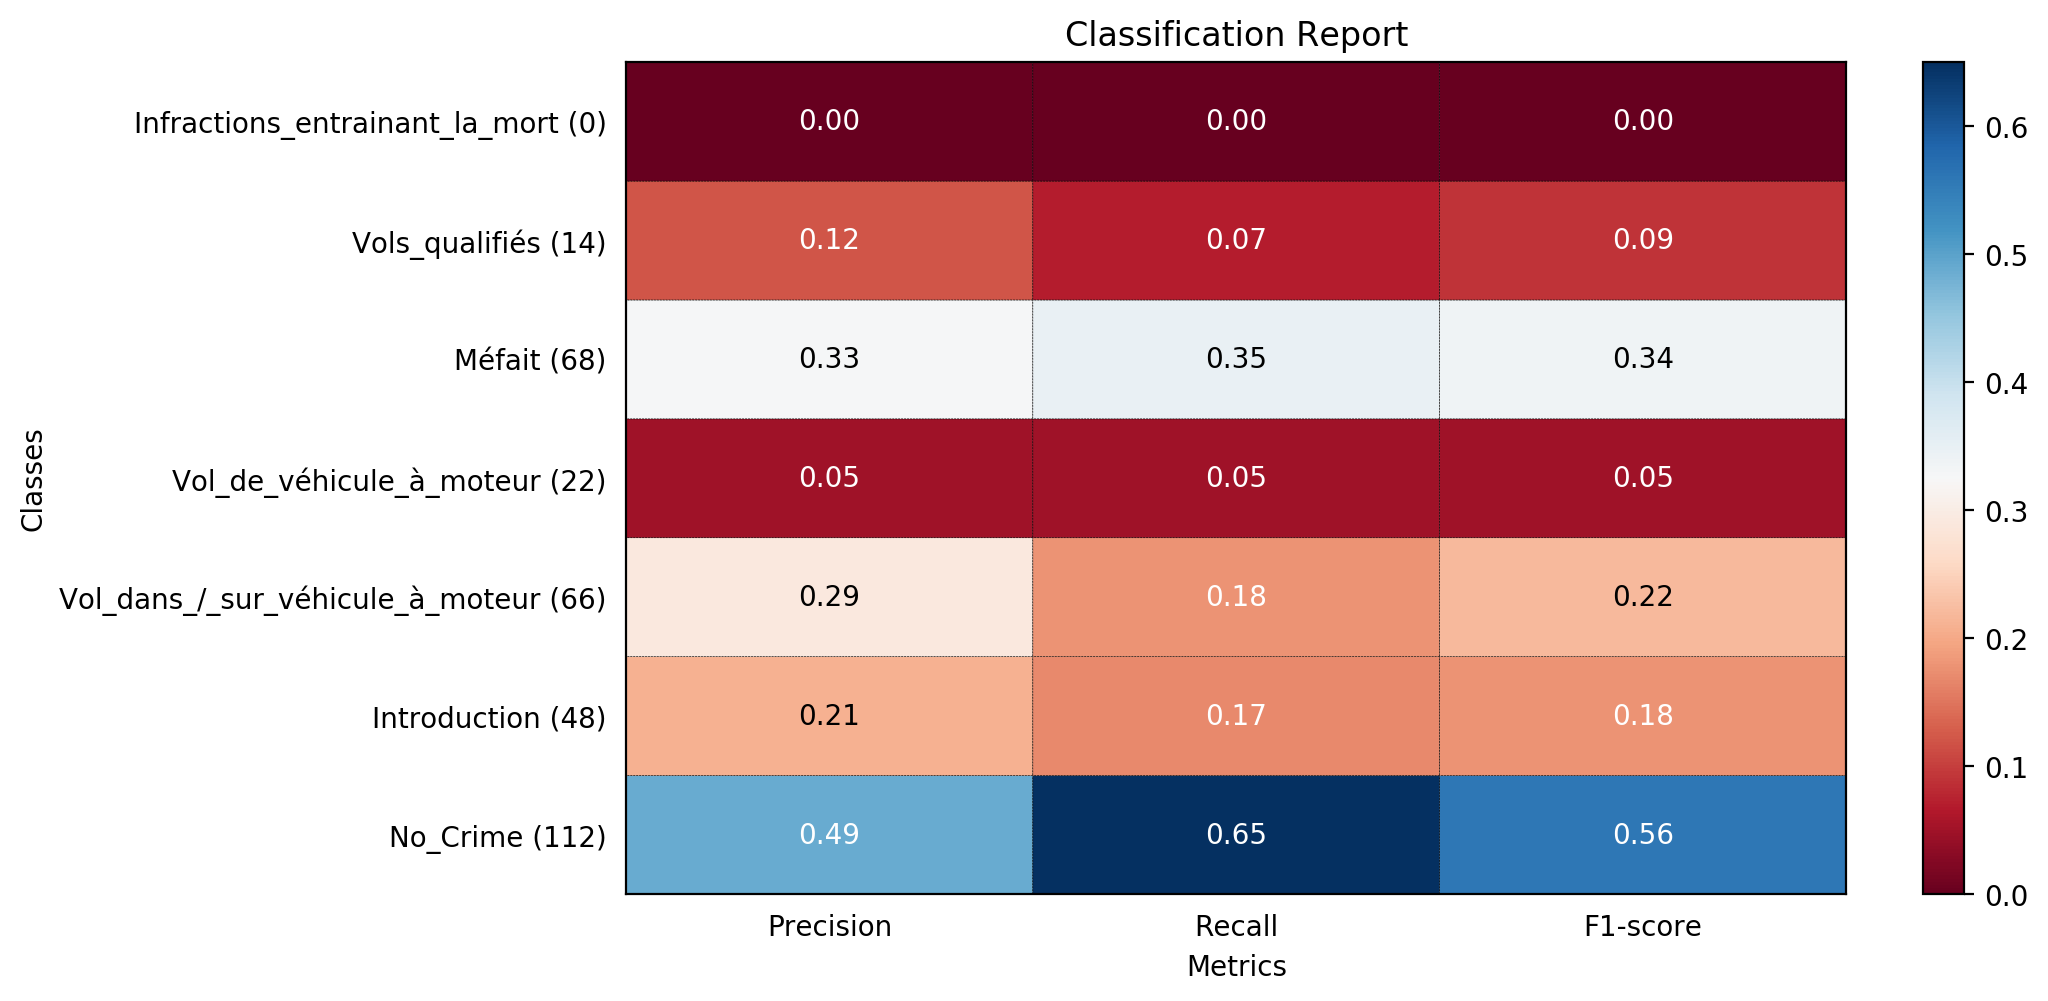 Classification Report
Infractions_entrainant_la_mort (0) 0.00 0.00 0.00
Vols_qualifiés (14) 0.12 0.07 0.09
Méfait (68) 0.33 0.35 0.34
Vol_de_véhicule_à_moteur (22) 0.05 0.05 0.05
Vol_dans_/_sur_véhicule_à_moteur (66) 0.29 0.18 0.22
Introduction (48) 0.21 0.17 0.18
No_Crime (112) 0.49 0.65 0.56
Classes
Precision Recall F1-score
Metrics
0.6
0.5
0.4
0.3
0.2
0.1
0.0